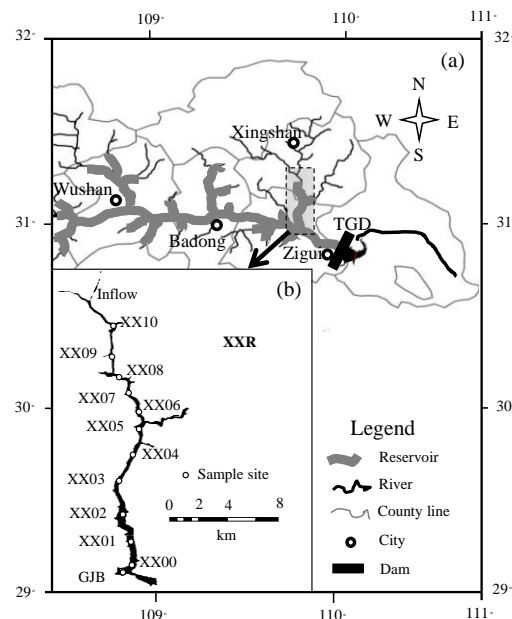 109- 110- 111-
32- 32-
(a)
N
W E
S
Xingshan
Wushan
31- 31-
TGD
Badong
Zigui
(b)
Inflow
XX10
XXR
XX09
XX08
XX07
XX06
XX05
XX04
XX03
XX02
XX01
XX00
GJB
Sample site
0 2 4 8
km
30- 30-
Legend
Reservoir
River
County line
City
Dam
29- 29-
109- 110- 111-